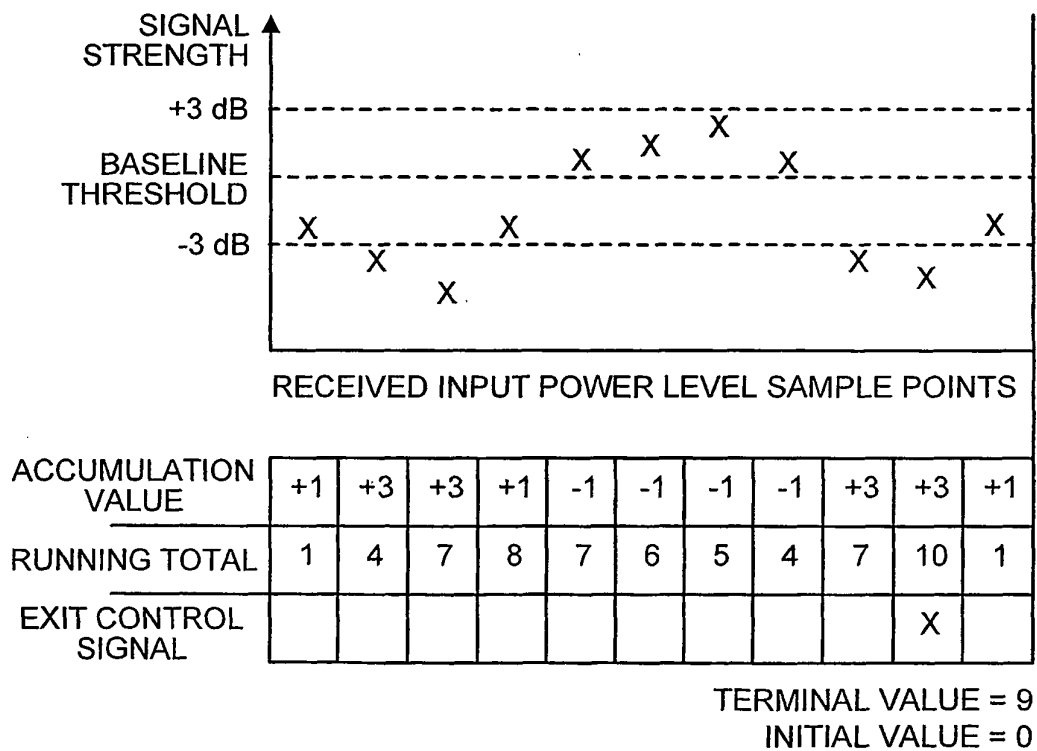 SIGNAL
STRENGTH
+3 dB
BASELINE
THRESHOLD
-3 dB
X X X X X X X X X X X
RECEIVED INPUT POWER LEVEL SAMPLE POINTS
ACCUMULATION
VALUE
+1 +3 +3 +1 -1 -1 -1 -1 +3 +3 +1
RUNNING TOTAL 1 4 7 8 7 6 5 4 7 10 1
EXIT CONTROL
SIGNAL
X
TERMINAL VALUE = 9
INITIAL VALUE = 0